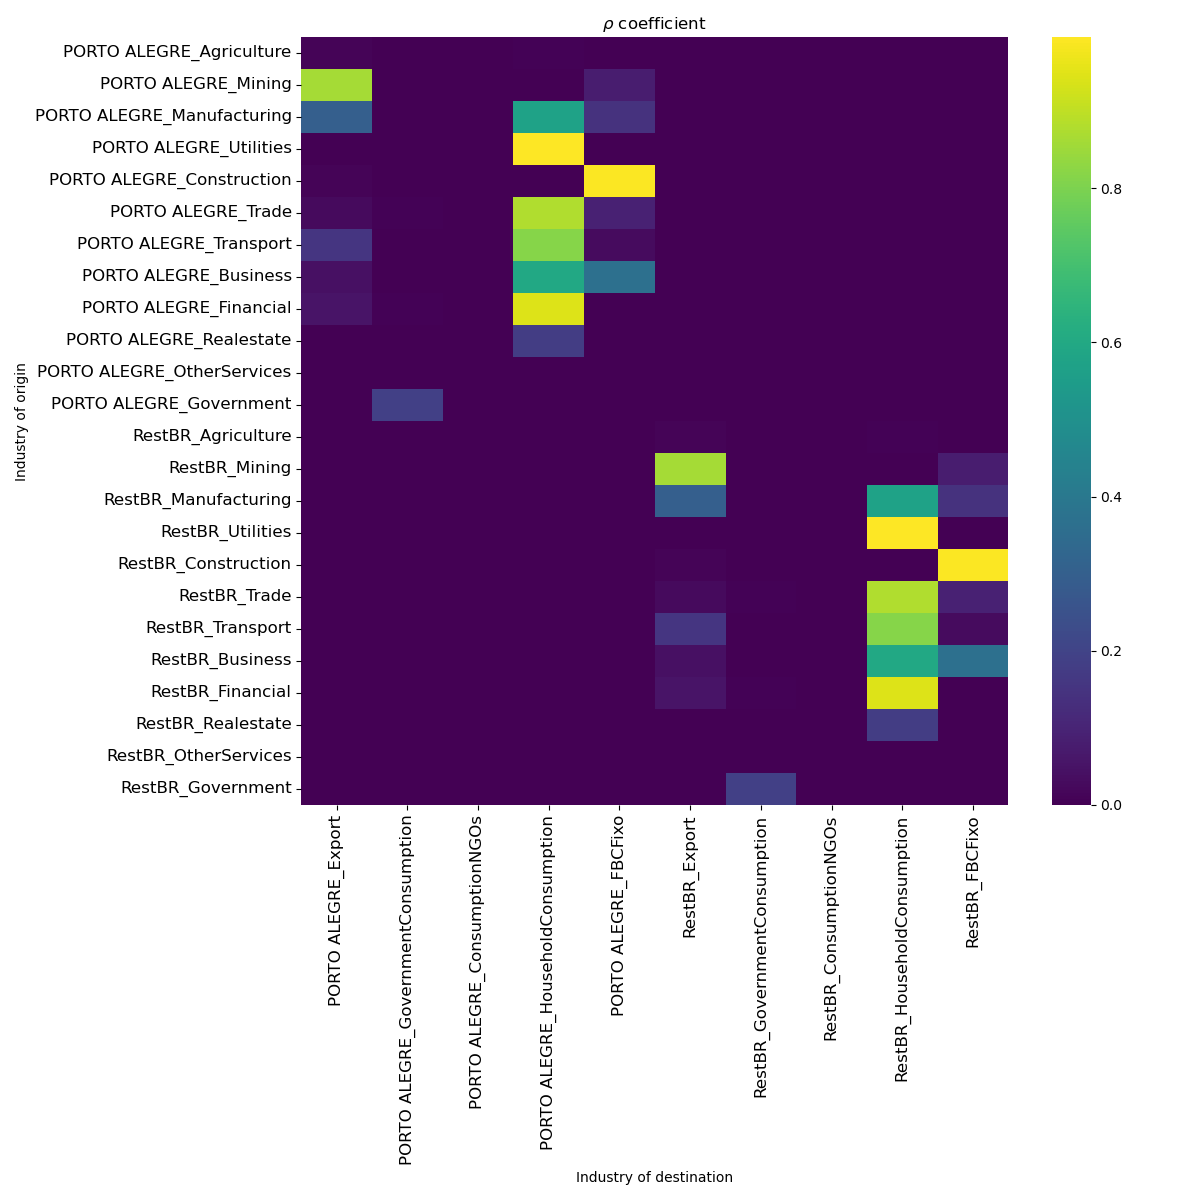 ρ coefficient
PORTO ALEGRE_Agriculture
PORTO ALEGRE_Mining
PORTO ALEGRE_Manufacturing
PORTO ALEGRE_Utilities
PORTO ALEGRE_Construction
PORTO ALEGRE_Trade
PORTO ALEGRE_Transport
PORTO ALEGRE_Business
PORTO ALEGRE_Financial
PORTO ALEGRE_Realestate
PORTO ALEGRE_OtherServices
PORTO ALEGRE_Government
RestBR_Agriculture
RestBR_Mining
RestBR_Manufacturing
RestBR_Utilities
RestBR_Construction
RestBR_Trade
RestBR_Transport
RestBR_Business
RestBR_Financial
RestBR_Realestate
RestBR_OtherServices
RestBR_Government
Industry of origin
PORTO ALEGRE_Export
PORTO ALEGRE_GovernmentConsumption
PORTO ALEGRE_ConsumptionNGOs
PORTO ALEGRE_HouseholdConsumption
PORTO ALEGRE_FBCFixo
RestBR_Export
RestBR_GovernmentConsumption
RestBR_ConsumptionNGOs
RestBR_HouseholdConsumption
RestBR_FBCFixo
Industry of destination
0.8
0.6
0.4
0.2
0.0